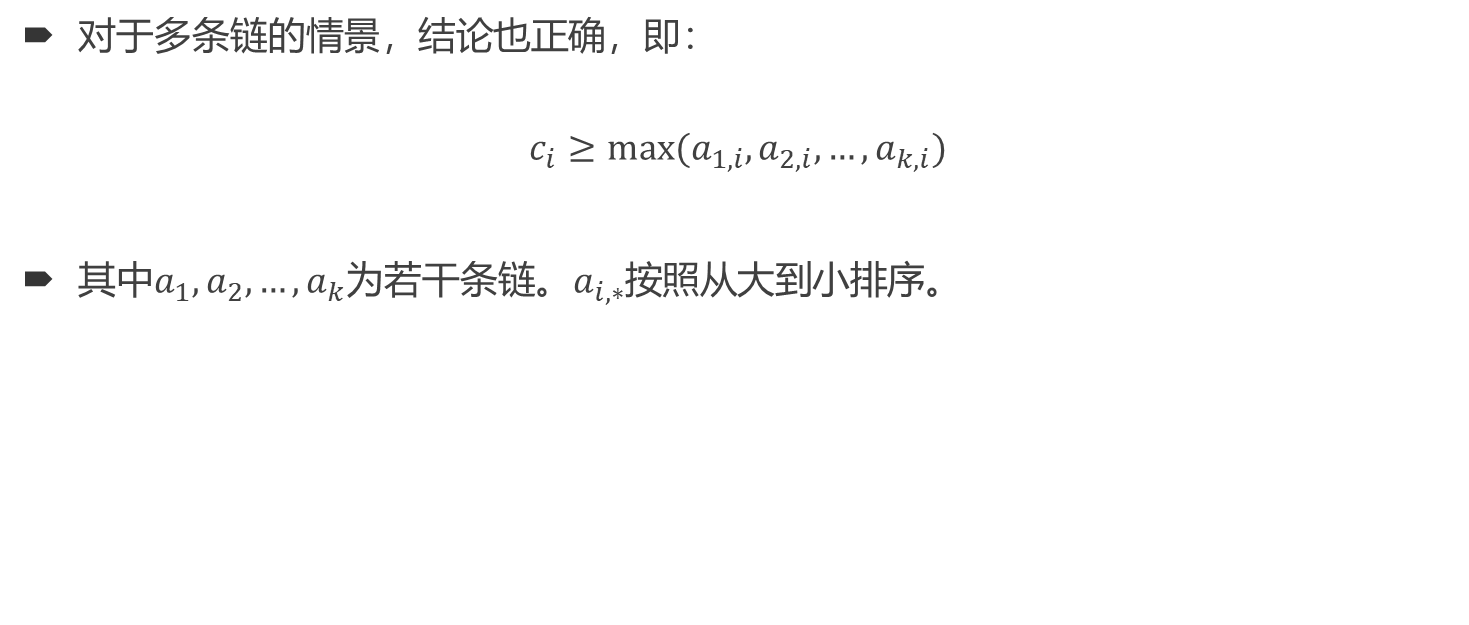 对于多条链的情景，结论也正确，即：
c_i ≥ max(a_{1,i}, a_{2,i}, …, a_{k,i})
其中a_1, a_2, …, a_k为若干条链。a_{i,*}按照从大到小排序。